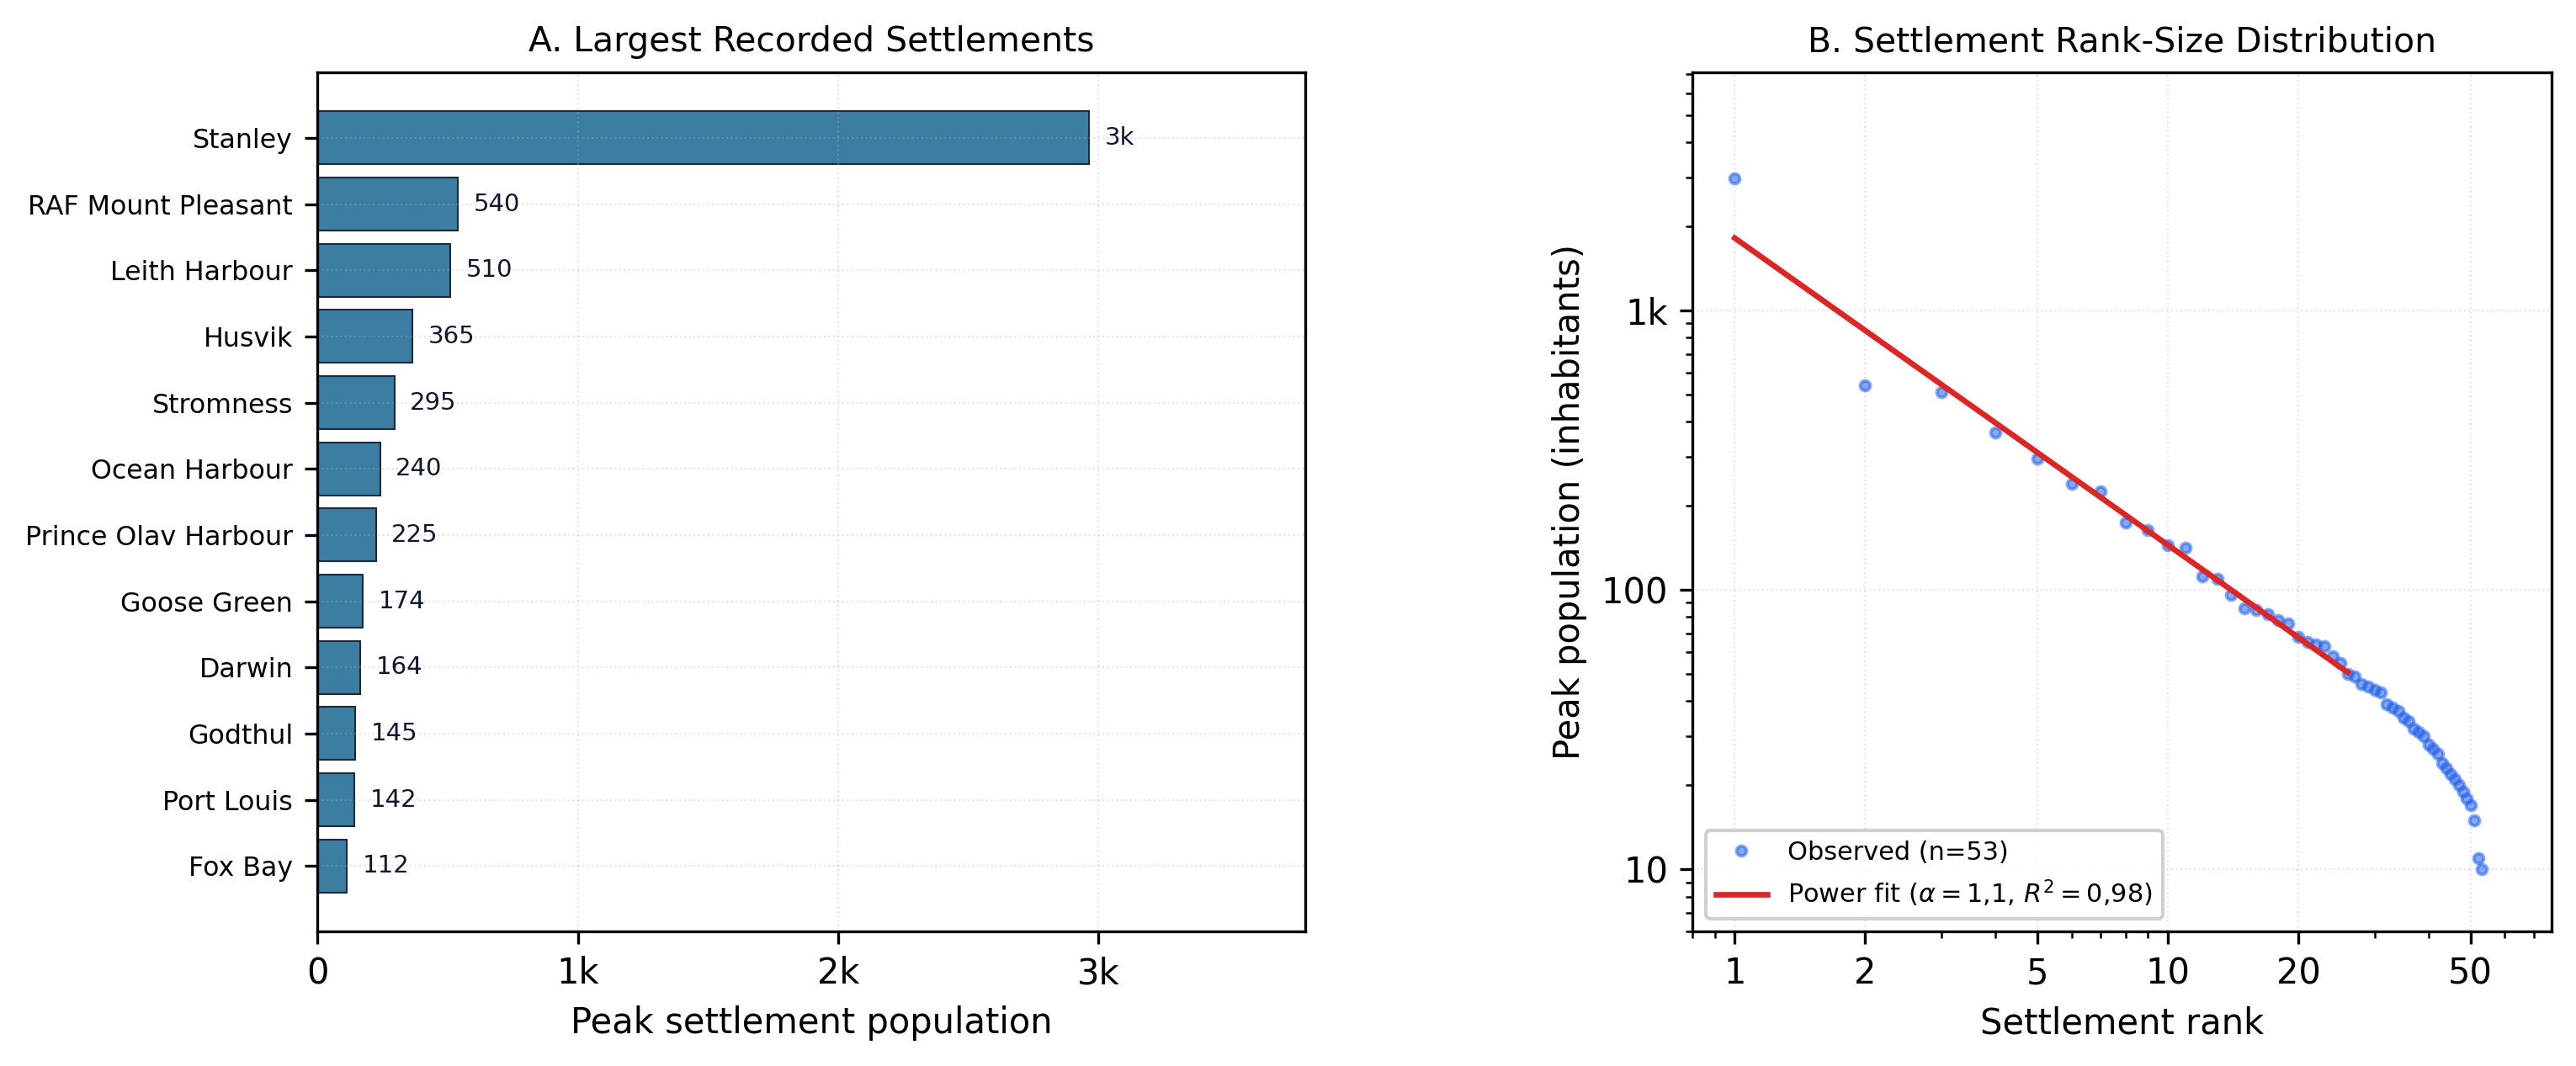 A. Largest Recorded Settlements
Stanley
3k
RAF Mount Pleasant
540
Leith Harbour
510
Husvik
365
Stromness
295
Ocean Harbour
240
Prince Olav Harbour
225
Goose Green
174
Darwin
164
Godthul
145
Port Louis
142
Fox Bay
112
0 1k 2k 3k
Peak settlement population
B. Settlement Rank-Size Distribution
Peak population (inhabitants)
1k
100
10
Observed (n=53)
Power fit (α = 1,1, R² = 0,98)
1 2 5 10 20 50
Settlement rank